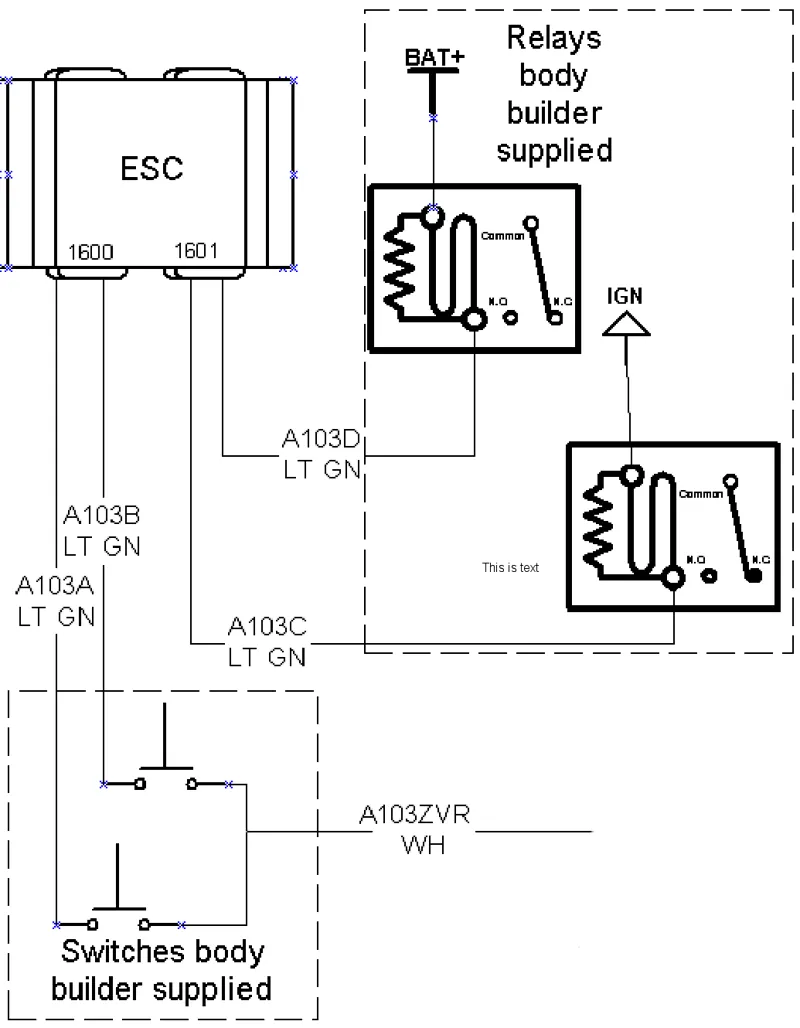 Relays
body
builder
supplied
BAT+
ESC
1600
1601
Common
N.O
N.C
IGN
A103D
LT GN
Common
N.O
N.C
A103B
LT GN
This is text
A103A
LT GN
A103C
LT GN
A103ZVR
WH
Switches body
builder supplied